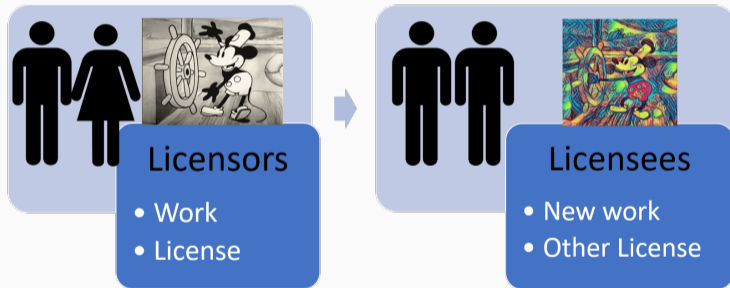 Licensors
• Work
• License
Licensees
• New work
• Other License